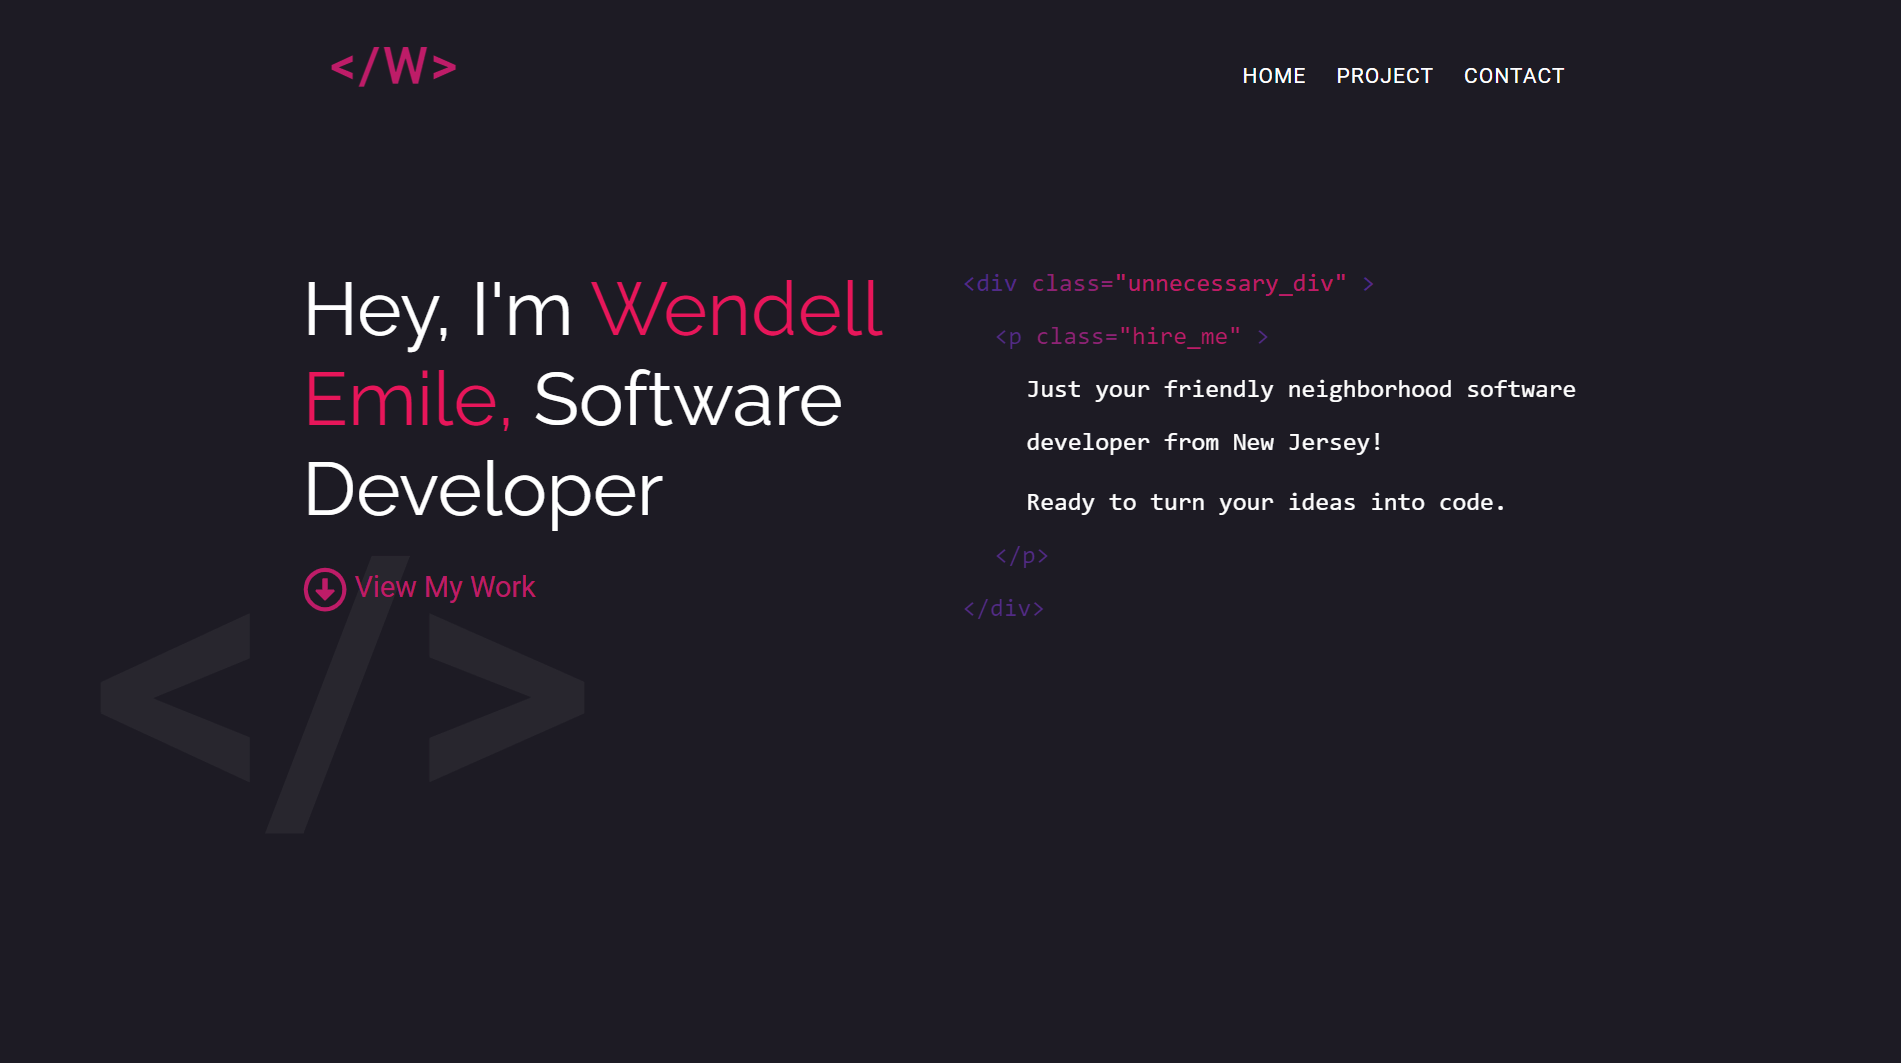 </W>
HOME PROJECT CONTACT
Hey, I'm Wendell
Emile, Software
Developer
View My Work
</>
<div class="unnecessary_div" >
<p class="hire_me" >
Just your friendly neighborhood software
developer from New Jersey!
Ready to turn your ideas into code.
</p>
</div>